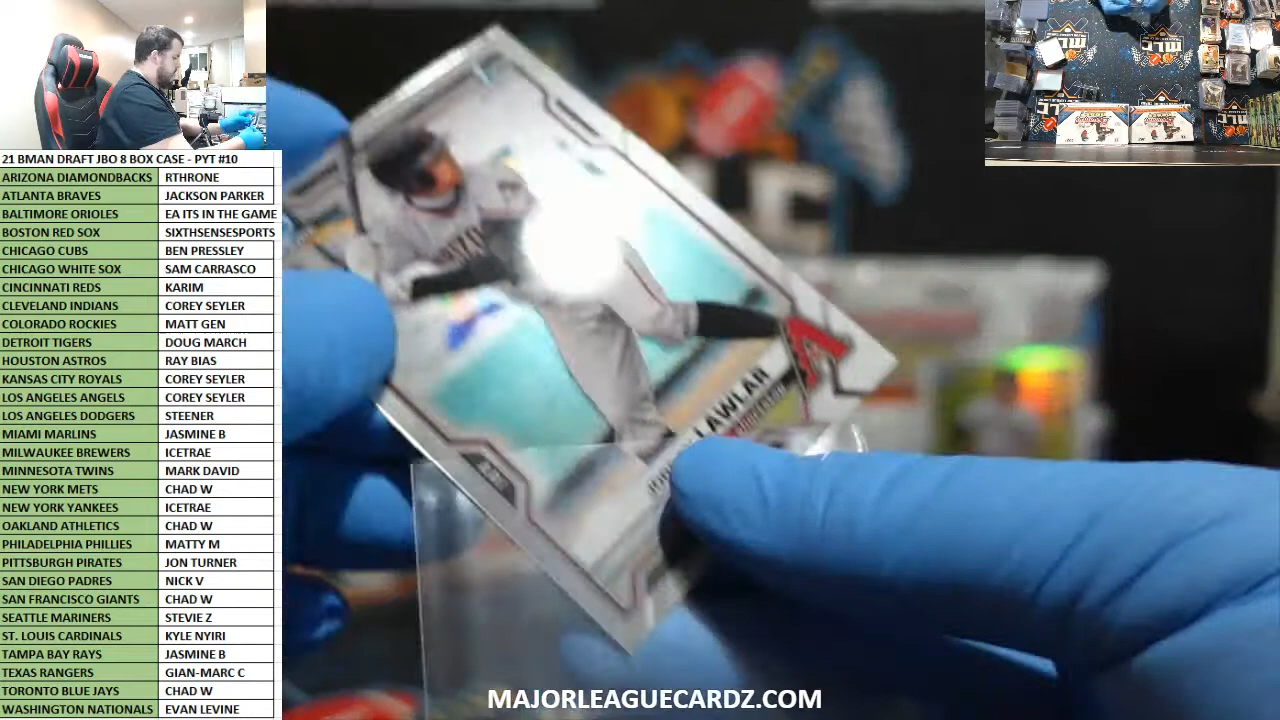 21 BMAN DRAFT JBO 8 BOX CASE - PYT #10
ARIZONA DIAMONDBACKS RTHRONE
ATLANTA BRAVES JACKSON PARKER
BALTIMORE ORIOLES EA ITS IN THE GAME
BOSTON RED SOX SIXTHSENSESPORTS
CHICAGO CUBS BEN PRESSLEY
CHICAGO WHITE SOX SAM CARRASCO
CINCINNATI REDS KARIM
CLEVELAND INDIANS COREY SEYLER
COLORADO ROCKIES MATT GEN
DETROIT TIGERS DOUG MARCH
HOUSTON ASTROS RAY BIAS
KANSAS CITY ROYALS COREY SEYLER
LOS ANGELES ANGELS COREY SEYLER
LOS ANGELES DODGERS STEENER
MIAMI MARLINS JASMINE B
MILWAUKEE BREWERS ICETRAE
MINNESOTA TWINS MARK DAVID
NEW YORK METS CHAD W
NEW YORK YANKEES ICETRAE
OAKLAND ATHLETICS CHAD W
PHILADELPHIA PHILLIES MATTY M
PITTSBURGH PIRATES JON TURNER
SAN DIEGO PADRES NICK V
SAN FRANCISCO GIANTS CHAD W
SEATTLE MARINERS STEVIE Z
ST. LOUIS CARDINALS KYLE NYIRI
TAMPA BAY RAYS JASMINE B
TEXAS RANGERS GIAN-MARC C
TORONTO BLUE JAYS CHAD W
WASHINGTON NATIONALS EVAN LEVINE
LAWLAR
MAJORLEAGUECARDZ.COM